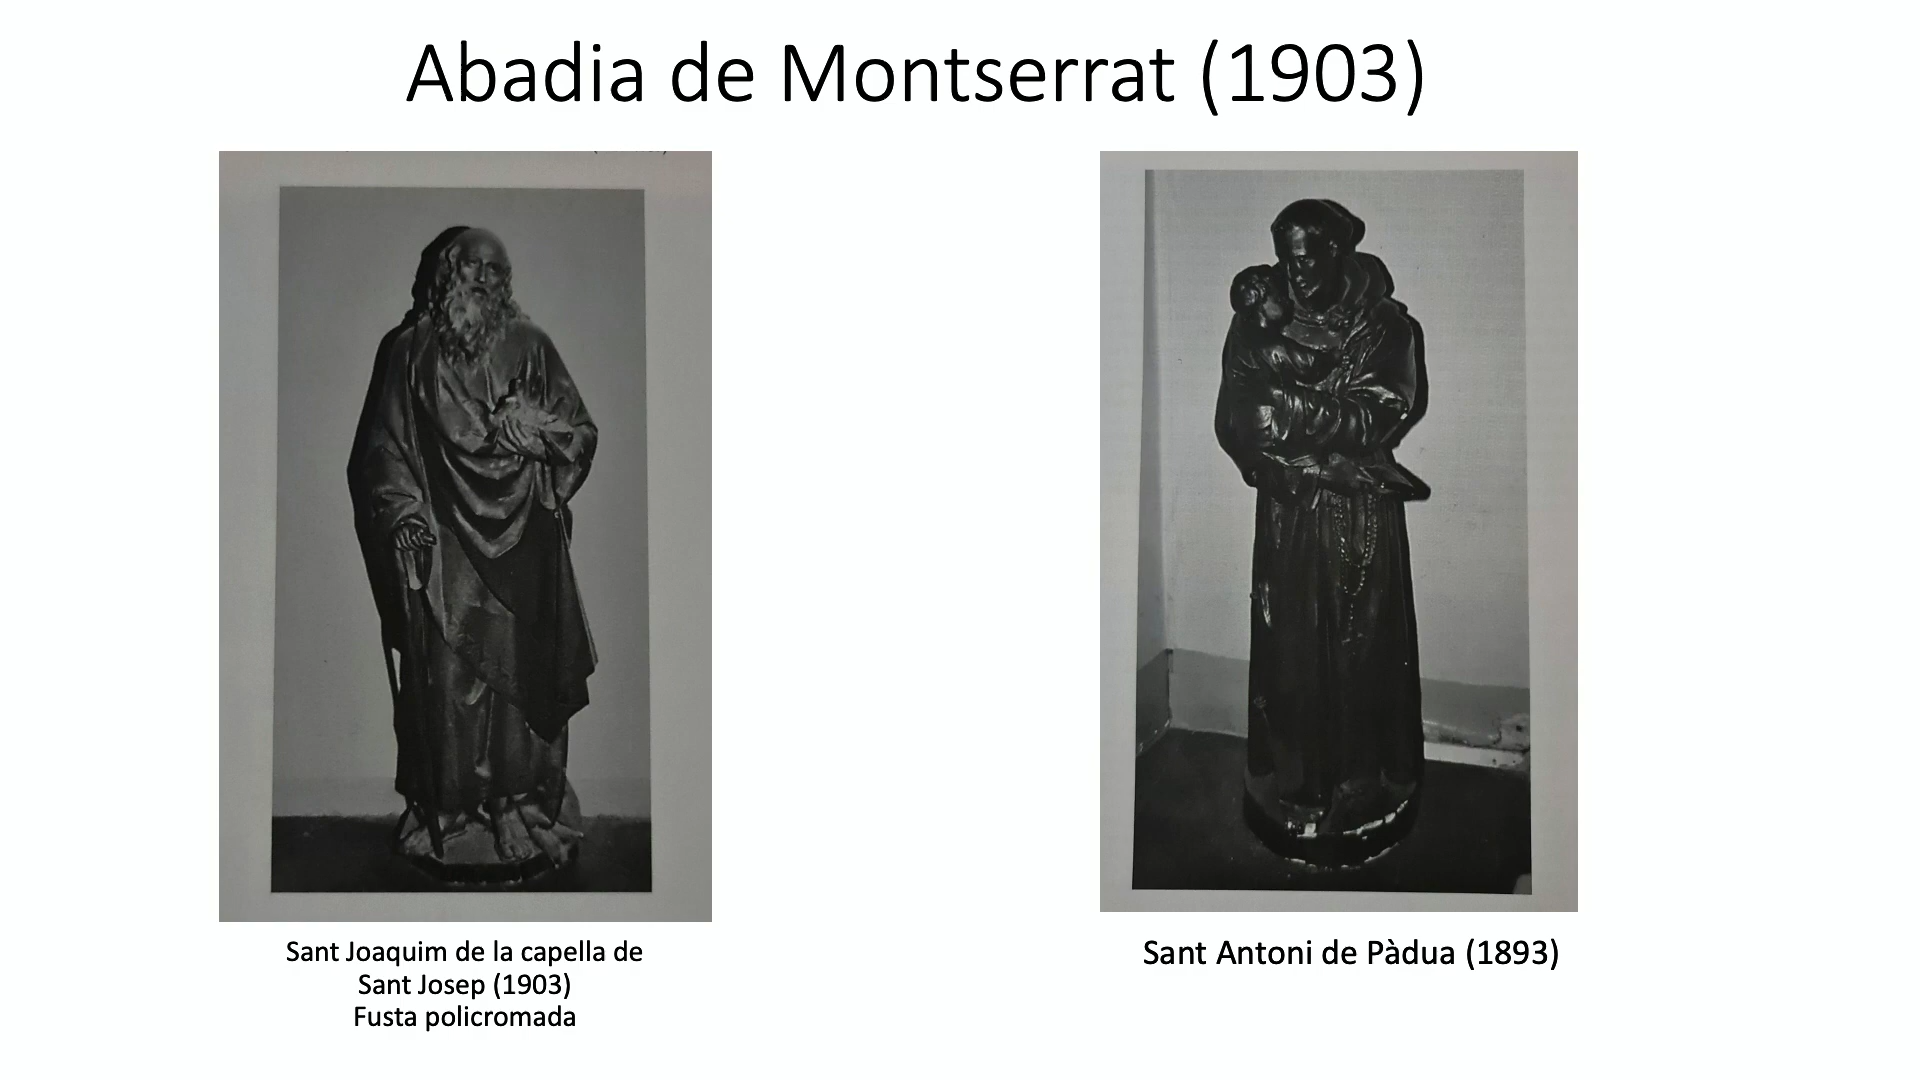 Abadia de Montserrat (1903)
Sant Joaquim de la capella de
Sant Josep (1903)
Fusta policromada
Sant Antoni de Pàdua (1893)